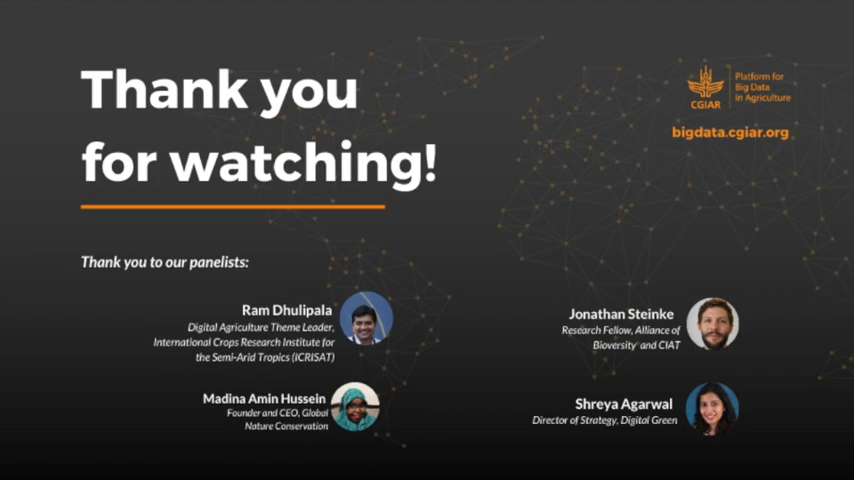 Thank you
for watching!
CGIAR
Platform for
Big Data
in Agriculture
bigdata.cgiar.org
Thank you to our panelists:
Ram Dhulipala
Digital Agriculture Theme Leader,
International Crops Research Institute for
the Semi-Arid Tropics (ICRISAT)
Jonathan Steinke
Research Fellow, Alliance of
Bioversity and CIAT
Madina Amin Hussein
Founder and CEO, Global
Nature Conservation
Shreya Agarwal
Director of Strategy, Digital Green